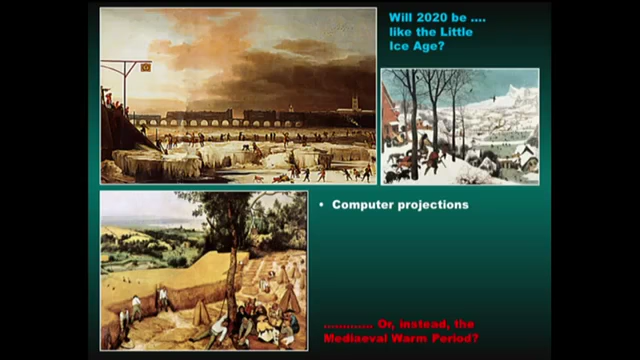 Will 2020 be ....
like the Little
Ice Age?
• Computer projections
............. Or, instead, the
Mediaeval Warm Period?